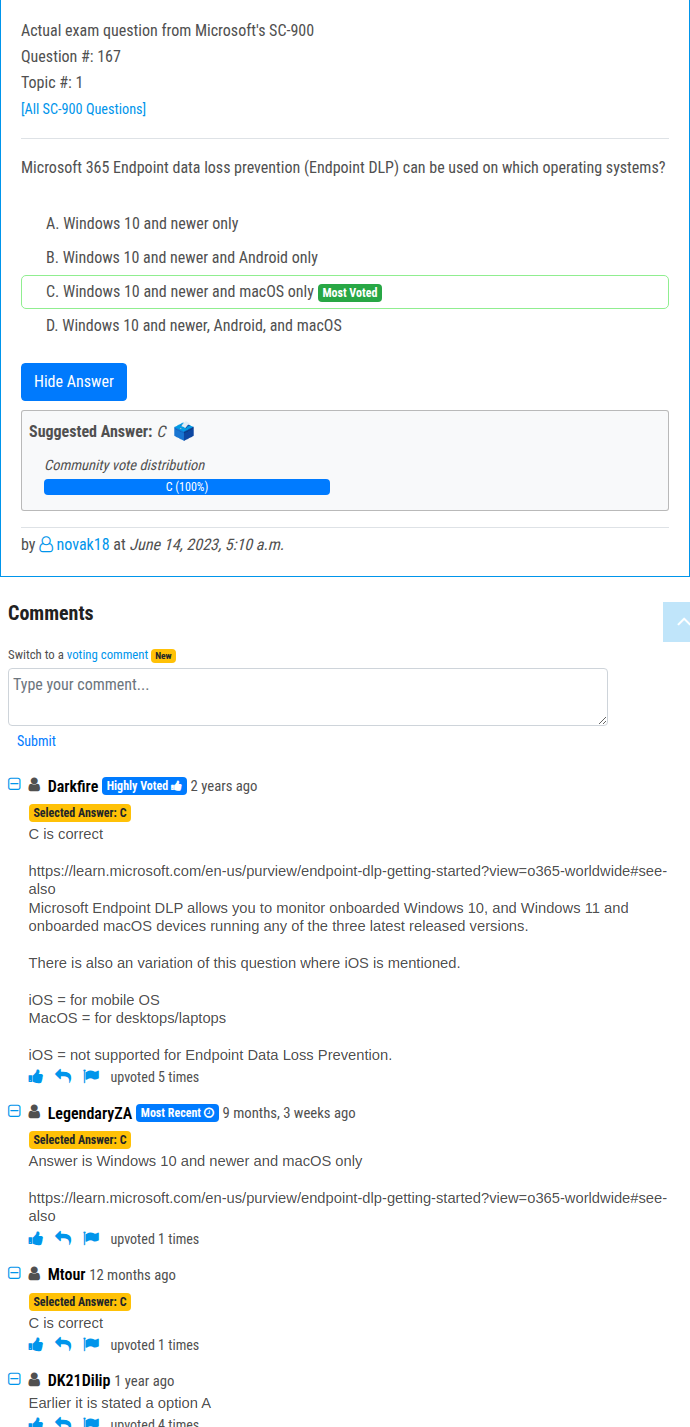 Actual exam question from Microsoft's SC-900
Question #: 167
Topic #: 1
[All SC-900 Questions]
Microsoft 365 Endpoint data loss prevention (Endpoint DLP) can be used on which operating systems?
A. Windows 10 and newer only
B. Windows 10 and newer and Android only
C. Windows 10 and newer and macOS only Most Voted
D. Windows 10 and newer, Android, and macOS
Hide Answer
Suggested Answer: C
Community vote distribution
C (100%)
by novak18 at June 14, 2023, 5:10 a.m.
Comments
Switch to a voting comment New
Type your comment...
Submit
Darkfire Highly Voted 2 years ago
Selected Answer: C
C is correct
https://learn.microsoft.com/en-us/purview/endpoint-dlp-getting-started?view=o365-worldwide#see-
also
Microsoft Endpoint DLP allows you to monitor onboarded Windows 10, and Windows 11 and
onboarded macOS devices running any of the three latest released versions.
There is also an variation of this question where iOS is mentioned.
iOS = for mobile OS
MacOS = for desktops/laptops
iOS = not supported for Endpoint Data Loss Prevention.
upvoted 5 times
LegendaryZA Most Recent 9 months, 3 weeks ago
Selected Answer: C
Answer is Windows 10 and newer and macOS only
https://learn.microsoft.com/en-us/purview/endpoint-dlp-getting-started?view=o365-worldwide#see-
also
upvoted 1 times
Mtour 12 months ago
Selected Answer: C
C is correct
upvoted 1 times
DK21Dilip 1 year ago
Earlier it is stated a option A
upvoted 4 times